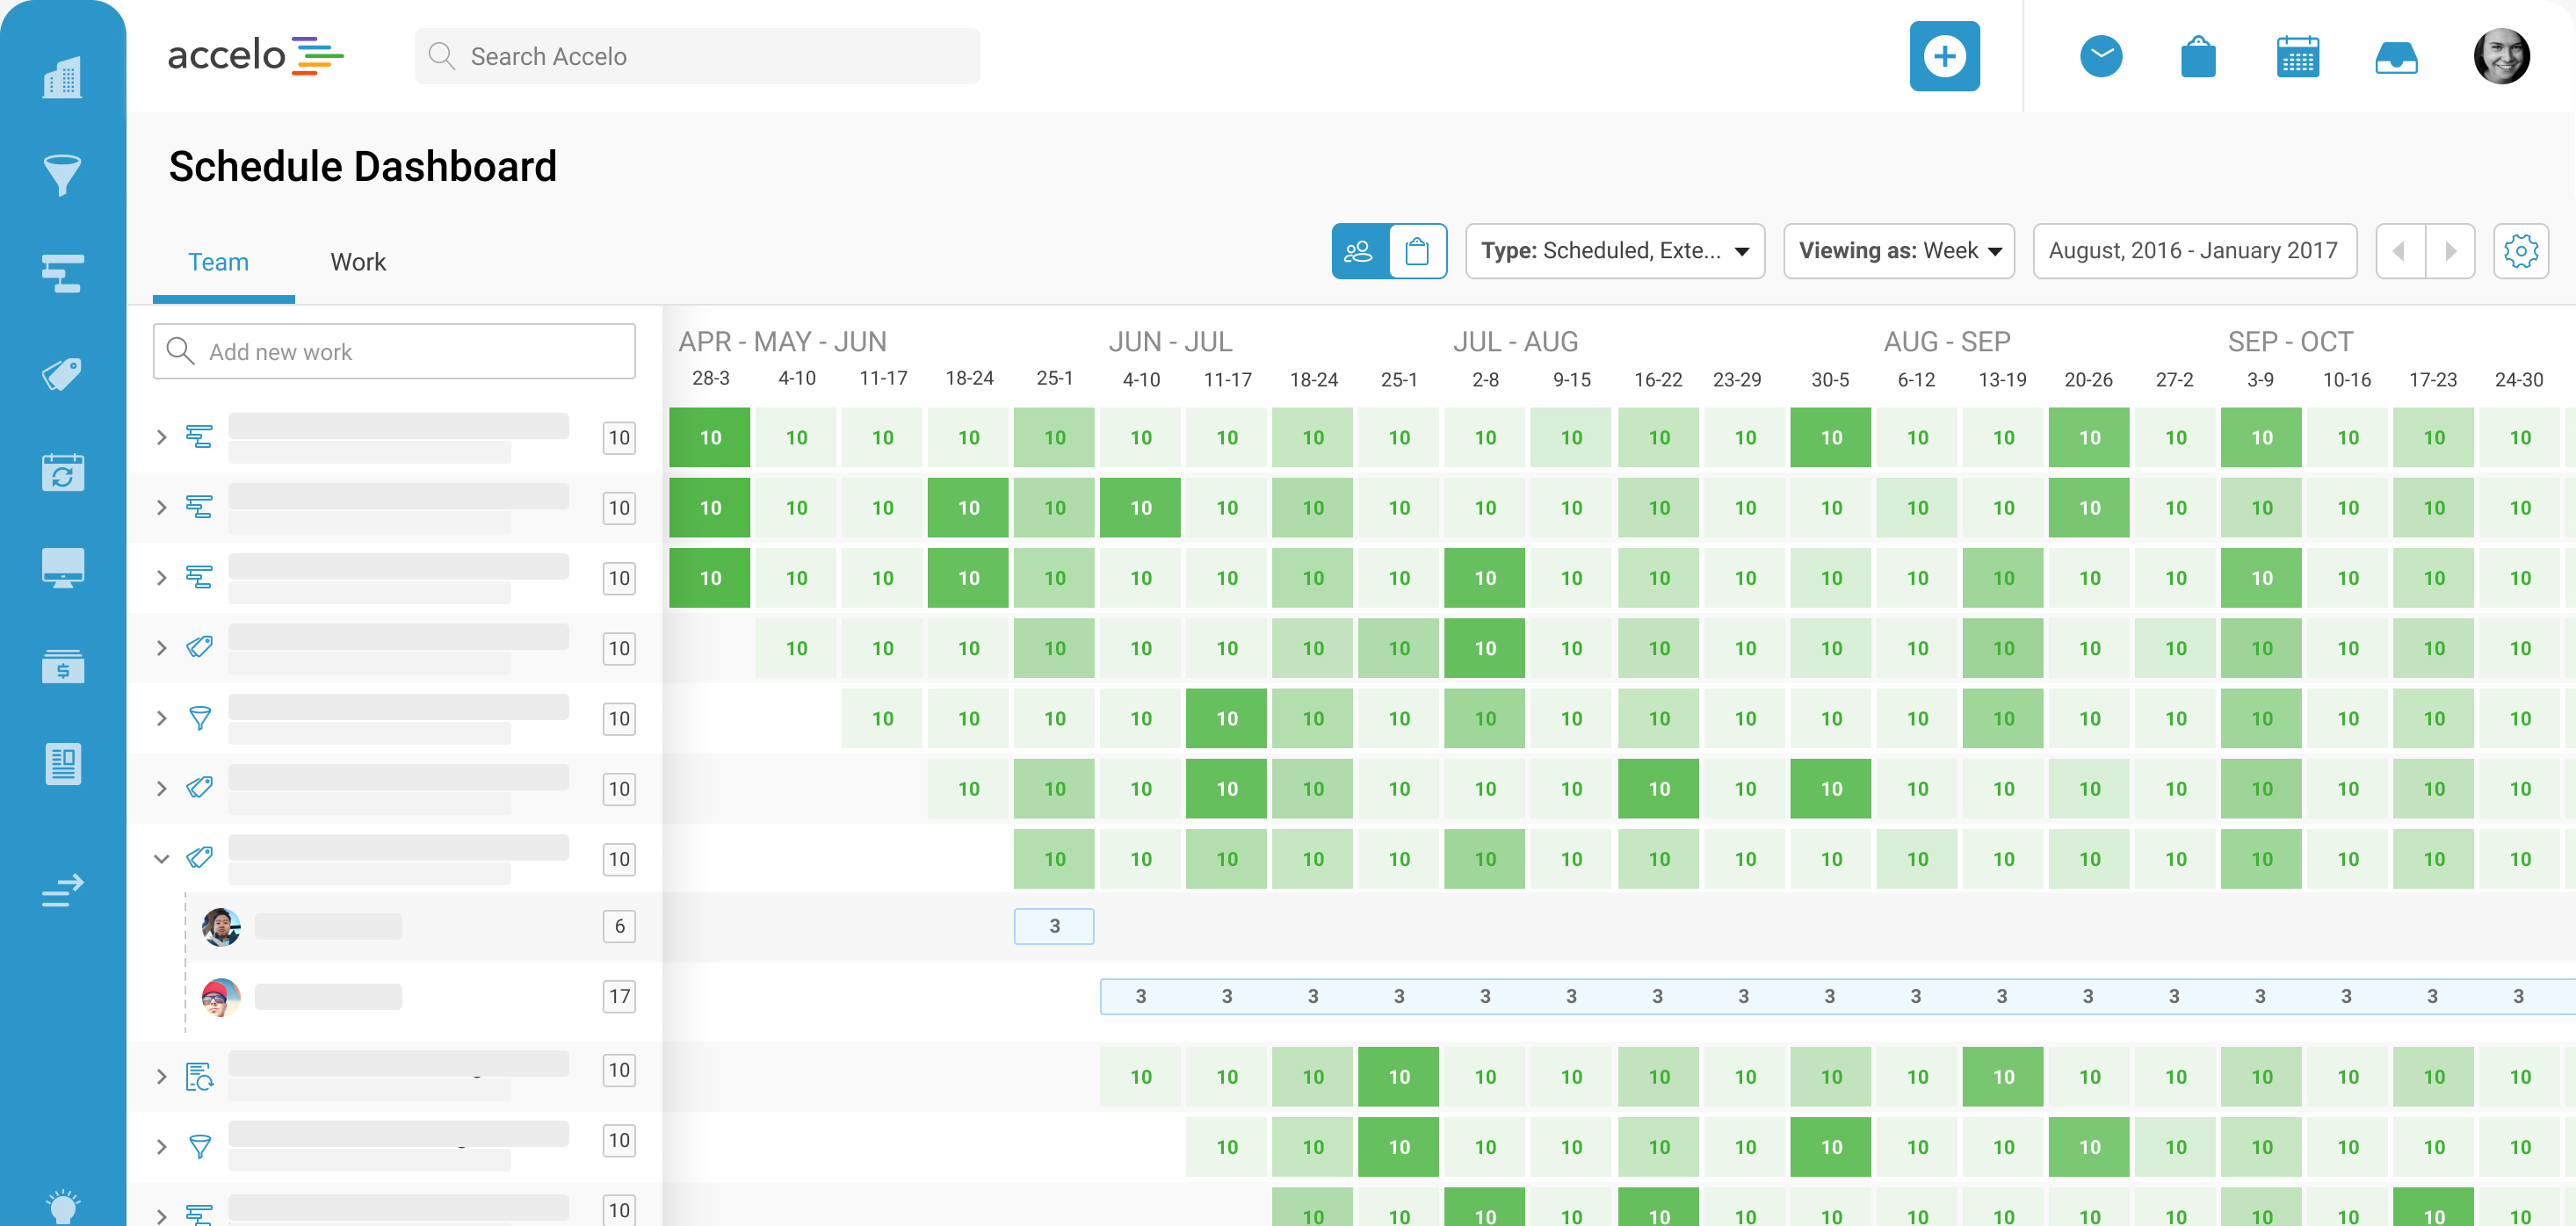 accelo
Search Accelo
Schedule Dashboard
Team Work
Type: Scheduled, Exte... Viewing as: Week August, 2016 - January 2017
Add new work
APR - MAY - JUN JUN - JUL JUL - AUG AUG - SEP SEP - OCT
28-3 4-10 11-17 18-24 25-1 4-10 11-17 18-24 25-1 2-8 9-15 16-22 23-29 30-5 6-12 13-19 20-26 27-2 3-9 10-16 17-23 24-30
10 10 10 10 10 10 10 10 10 10 10 10 10 10 10 10 10 10 10 10 10 10 10
10 10 10 10 10 10 10 10 10 10 10 10 10 10 10 10 10 10 10 10 10 10 10
10 10 10 10 10 10 10 10 10 10 10 10 10 10 10 10 10 10 10 10 10 10 10
10 10 10 10 10 10 10 10 10 10 10 10 10 10 10 10 10 10 10 10 10 10
10 10 10 10 10 10 10 10 10 10 10 10 10 10 10 10 10 10 10 10 10
10 10 10 10 10 10 10 10 10 10 10 10 10 10 10 10 10 10 10 10
10 10 10 10 10 10 10 10 10 10 10 10 10 10 10 10 10 10 10
6 3
17 3 3 3 3 3 3 3 3 3 3 3 3 3 3 3 3 3
10 10 10 10 10 10 10 10 10 10 10 10 10 10 10 10 10 10
10 10 10 10 10 10 10 10 10 10 10 10 10 10 10 10 10
10 10 10 10 10 10 10 10 10 10 10 10 10 10 10 10